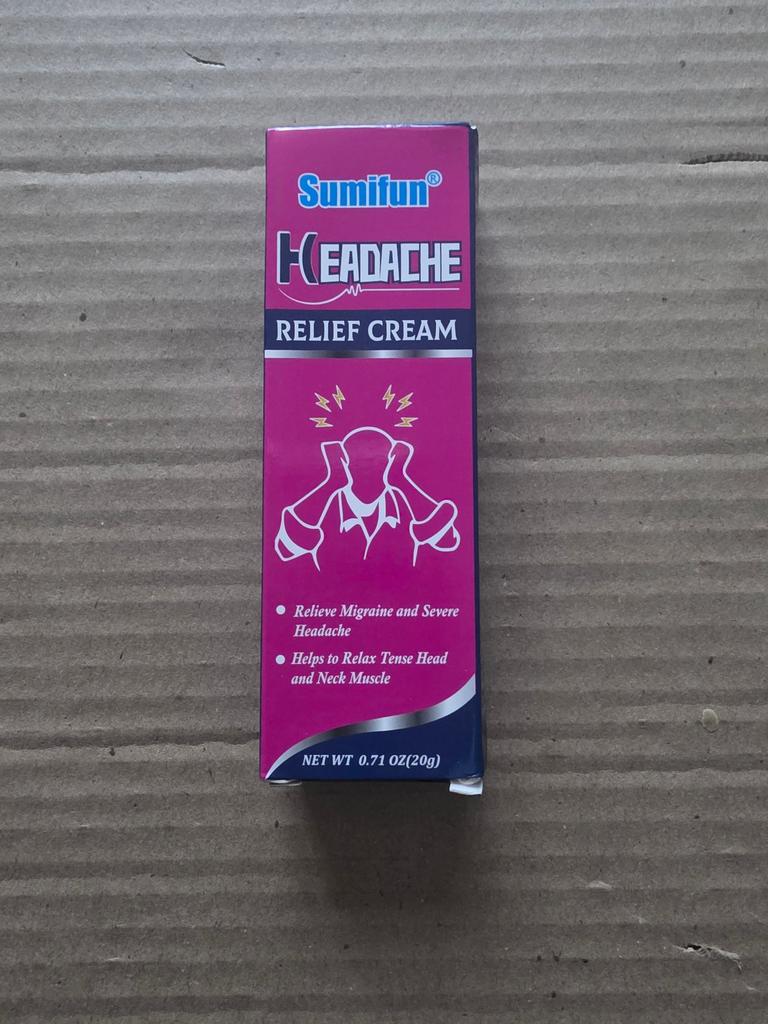 Sumifun®
HEADACHE
RELIEF CREAM
● Relieve Migraine and Severe
Headache
● Helps to Relax Tense Head
and Neck Muscle
NET WT 0.71 OZ(20g)